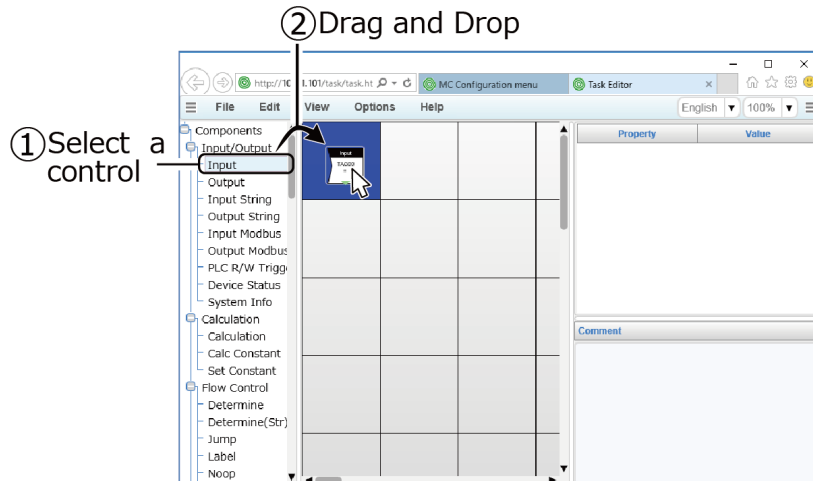 ②Drag and Drop
①Select a
control
http://10
1.101/task/task.ht
MC Configuration menu
Task Editor
File Edit View Options Help
English
100%
Components
Input/Output
Input
Output
Input String
Output String
Input Modbus
Output Modbus
PLC R/W Trigg
Device Status
System Info
Calculation
Calculation
Calc Constant
Set Constant
Flow Control
Determine
Determine(Str)
Jump
Label
Noop
Input
Property Value
Comment